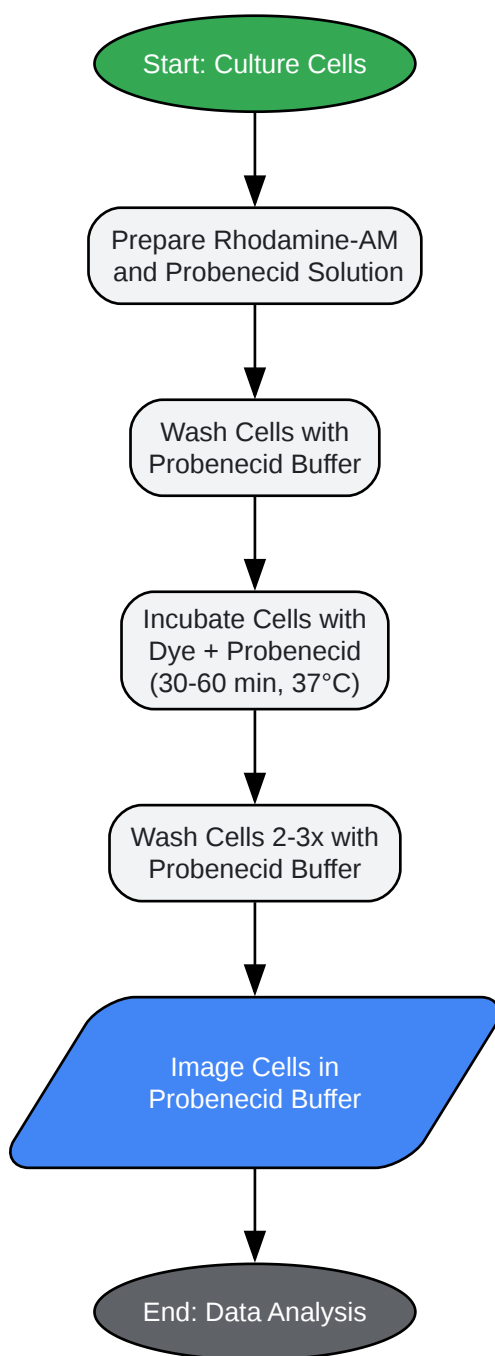 Start: Culture Cells
Prepare Rhodamine-AM
and Probenecid Solution
Wash Cells with
Probenecid Buffer
Incubate Cells with
Dye + Probenecid
(30-60 min, 37°C)
Wash Cells 2-3x with
Probenecid Buffer
Image Cells in
Probenecid Buffer
End: Data Analysis